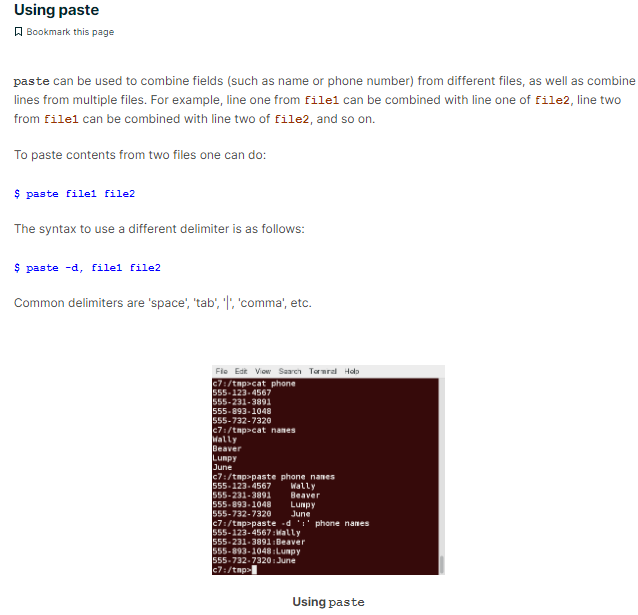 Using paste
Bookmark this page
paste can be used to combine fields (such as name or phone number) from different files, as well as combine
lines from multiple files. For example, line one from file1 can be combined with line one of file2, line two
from file1 can be combined with line two of file2, and so on.
To paste contents from two files one can do:
$ paste file1 file2
The syntax to use a different delimiter is as follows:
$ paste -d, file1 file2
Common delimiters are 'space', 'tab', '|', 'comma', etc.
File Edit View Search Terminal Help
c7:/tmp>cat phone
555-123-4567
555-231-3891
555-893-1048
555-732-7320
c7:/tmp>cat names
Wally
Beaver
Lumpy
June
c7:/tmp>paste phone names
555-123-4567 Wally
555-231-3891 Beaver
555-893-1048 Lumpy
555-732-7320 June
c7:/tmp>paste -d ':' phone names
555-123-4567:Wally
555-231-3891:Beaver
555-893-1048:Lumpy
555-732-7320:June
c7:/tmp>
Using paste